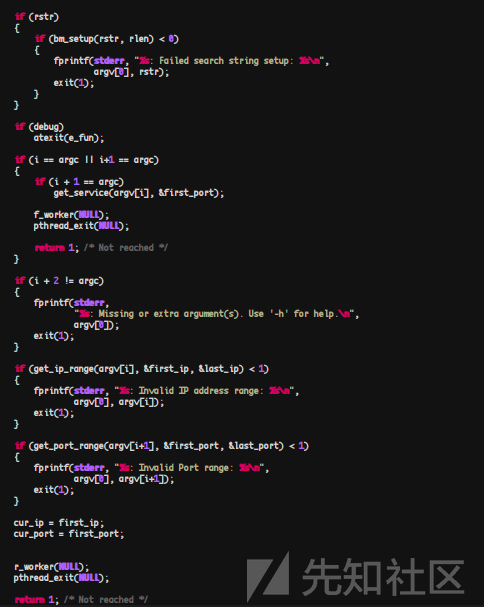 if (rstr)
{
    if (bm_setup(rstr, rlen) < 0)
    {
        fprintf(stderr, "%s: Failed search string setup: %s\n",
                argv[0], rstr);
        exit(1);
    }
}

if (debug)
    atexit(e_fun);

if (i == argc || i+1 == argc)
{
    if (i + 1 == argc)
        get_service(argv[i], &first_port);

    f_worker(NULL);
    pthread_exit(NULL);

    return 1; /* Not reached */
}

if (i + 2 != argc)
{
    fprintf(stderr,
            "%s: Missing or extra argument(s). Use '-h' for help.\n",
            argv[0]);
    exit(1);
}

if (get_ip_range(argv[i], &first_ip, &last_ip) < 1)
{
    fprintf(stderr, "%s: Invalid IP address range: %s\n",
            argv[0], argv[i]);
    exit(1);
}

if (get_port_range(argv[i+1], &first_port, &last_port) < 1)
{
    fprintf(stderr, "%s: Invalid Port range: %s\n",
            argv[0], argv[i+1]);
    exit(1);
}

cur_ip = first_ip;
cur_port = first_port;

r_worker(NULL);
pthread_exit(NULL);

return 1; /* Not reached */
先知社区